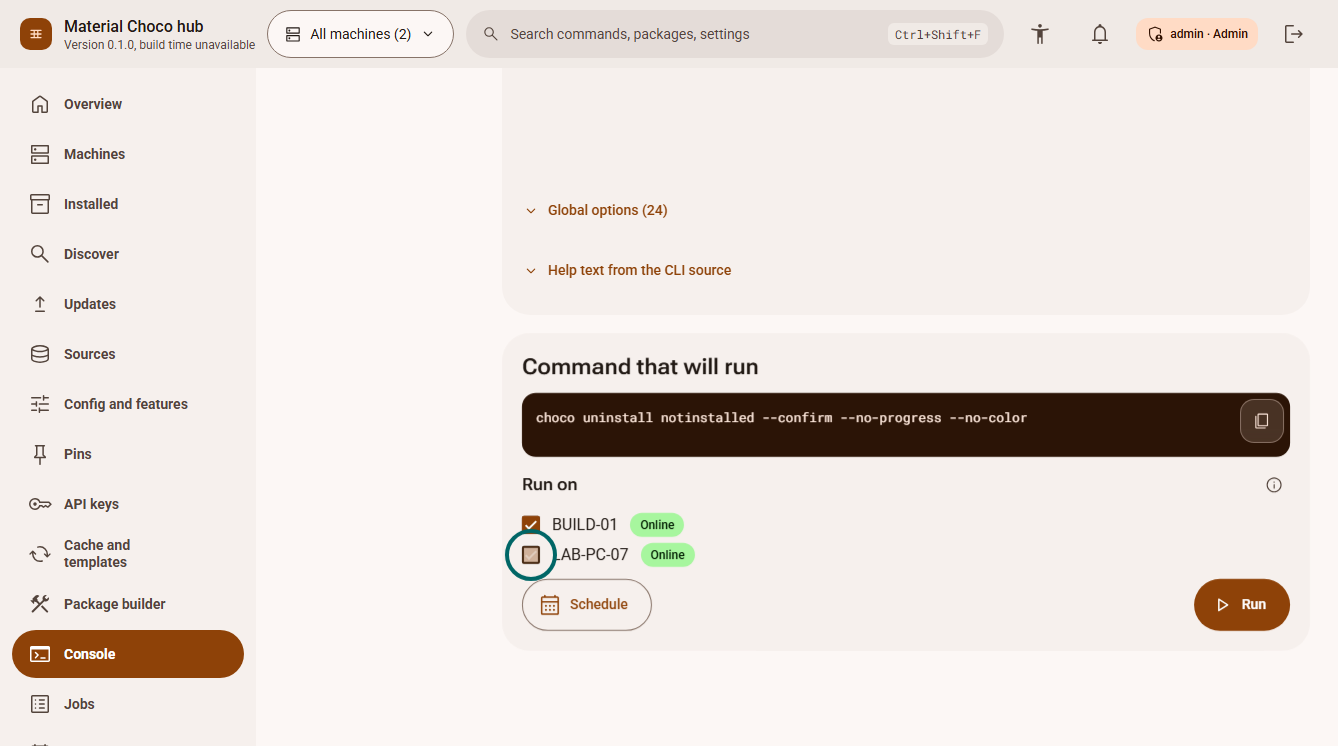 Material Choco hub
Version 0.1.0, build time unavailable
All machines (2)
Search commands, packages, settings
Ctrl+Shift+F
admin · Admin
Overview
Machines
Installed
Discover
Updates
Sources
Config and features
Pins
API keys
Cache and
templates
Package builder
Console
Jobs
Global options (24)
Help text from the CLI source
Command that will run
choco uninstall notinstalled --confirm --no-progress --no-color
Run on
BUILD-01
Online
LAB-PC-07
Online
Schedule
Run